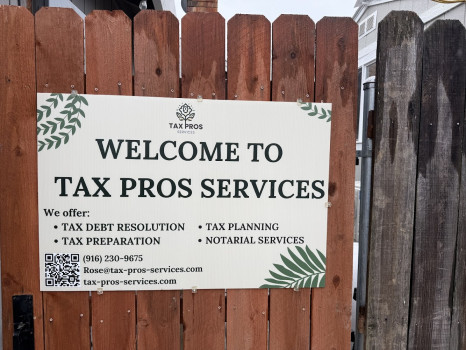 TAX PROS
SERVICES
WELCOME TO
TAX PROS SERVICES
We offer:
• TAX DEBT RESOLUTION • TAX PLANNING
• TAX PREPARATION • NOTARIAL SERVICES
(916) 230-9675
Rose@tax-pros-services.com
tax-pros-services.com